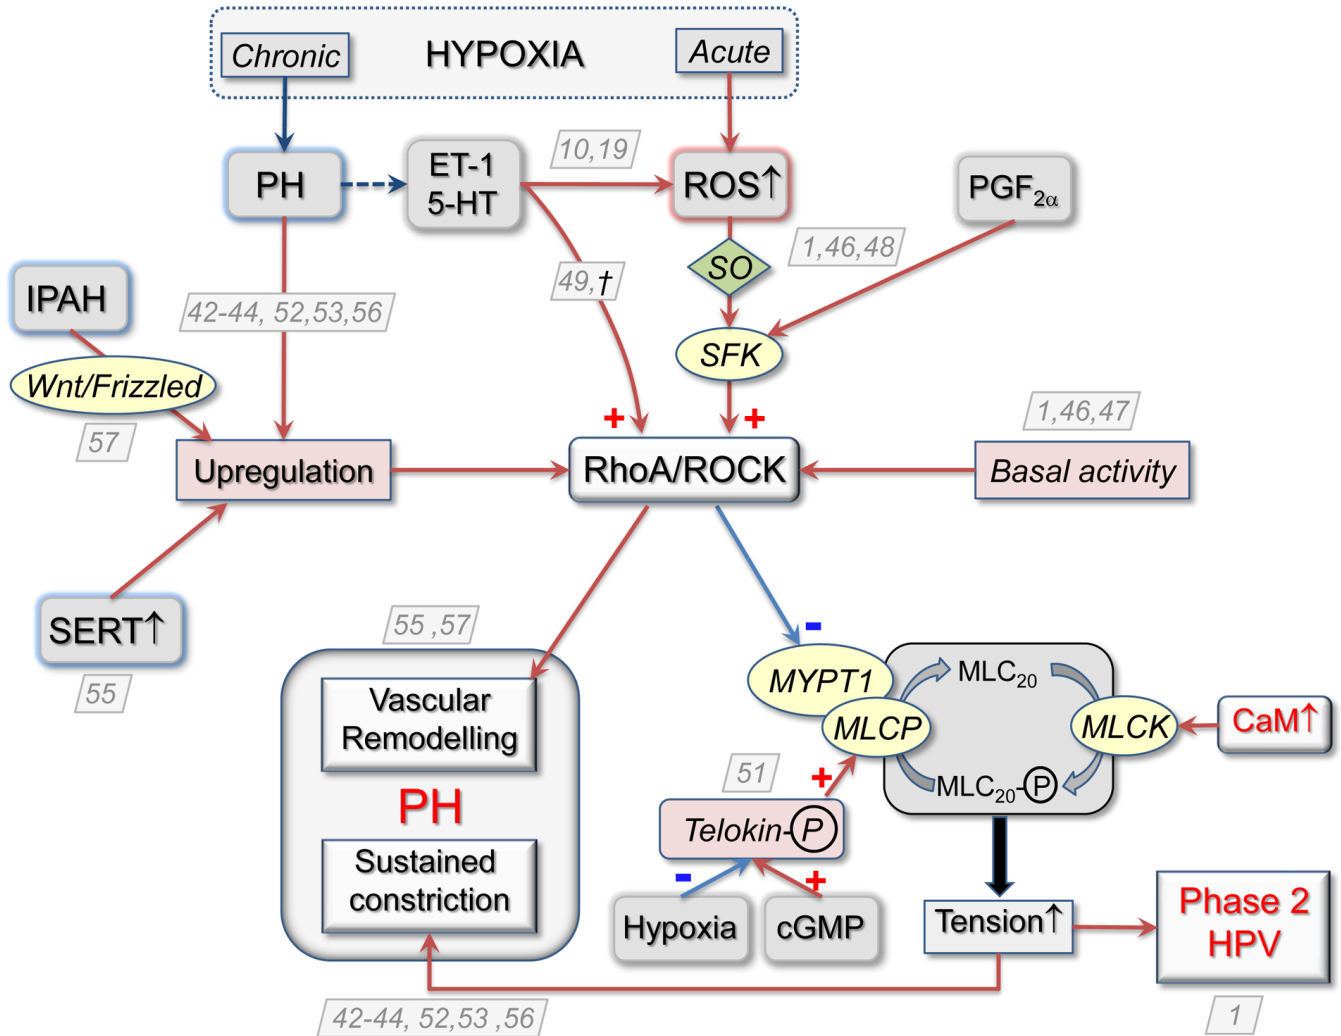 HYPOXIA
Chronic
Acute
PH
ET-1
5-HT
10,19
ROS↑
PGF2α
SO
1,46,48
49,†
IPAH
42-44, 52,53,56
SFK
Wnt/Frizzled
57
+
+
1,46,47
Upregulation
RhoA/ROCK
Basal activity
SERT↑
55
55 ,57
-
Vascular
Remodelling
PH
Sustained
constriction
MYPT1
MLCP
MLC20
MLCK
CaM↑
MLC20-P
51
+
Telokin-P
-
+
Hypoxia
cGMP
Tension↑
Phase 2
HPV
42-44, 52,53 ,56
1